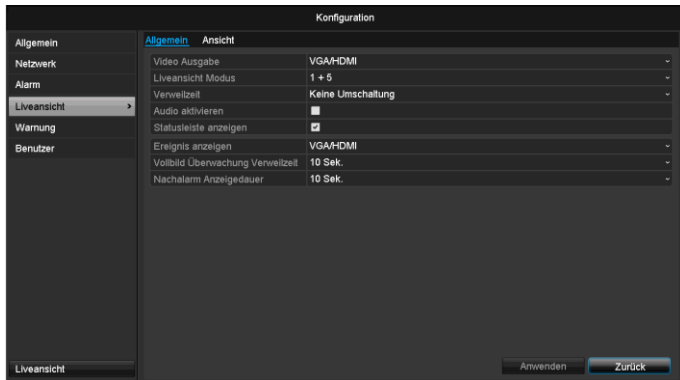 Konfiguration
Allgemein
Netzwerk
Alarm
Liveansicht
Warnung
Benutzer
Liveansicht
Allgemein Ansicht
Video Ausgabe VGA/HDMI
Liveansicht Modus 1 + 5
Verweilzeit Keine Umschaltung
Audio aktivieren
Statusleiste anzeigen
Ereignis anzeigen VGA/HDMI
Vollbild Überwachung Verweilzeit 10 Sek.
Nachalarm Anzeigedauer 10 Sek.
Anwenden Zurück